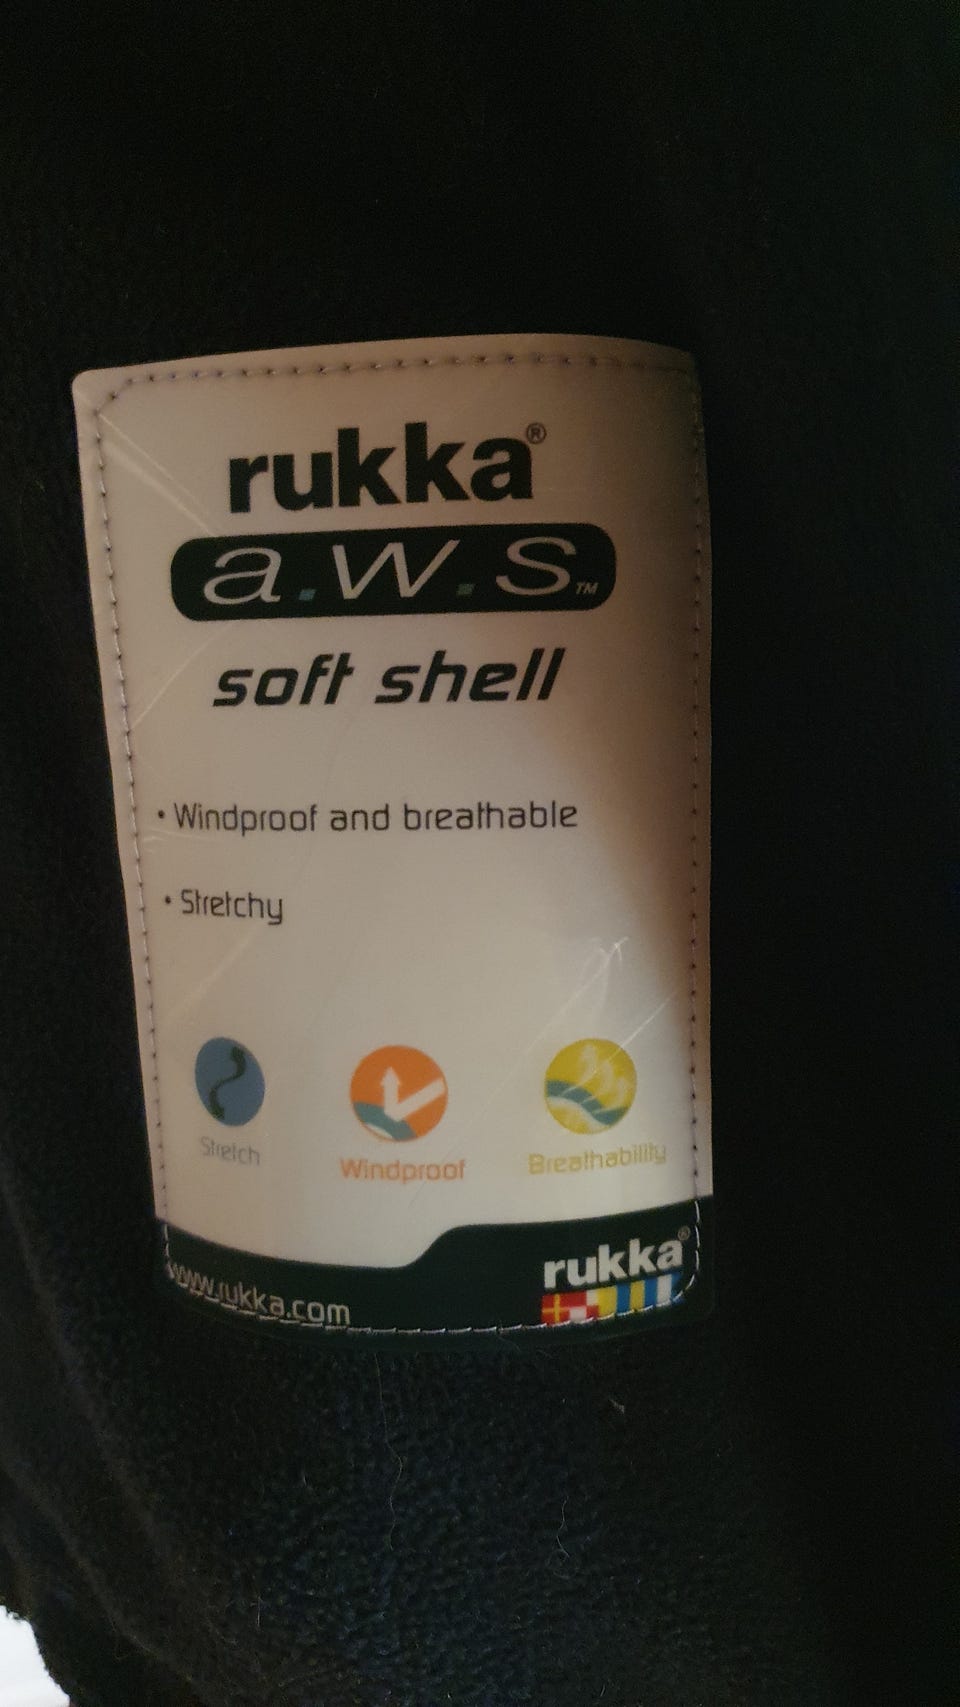 rukka®
a.w.s™
soft shell
• Windproof and breathable
• Stretchy
Stretch
Windproof
Breathability
www.rukka.com
rukka®